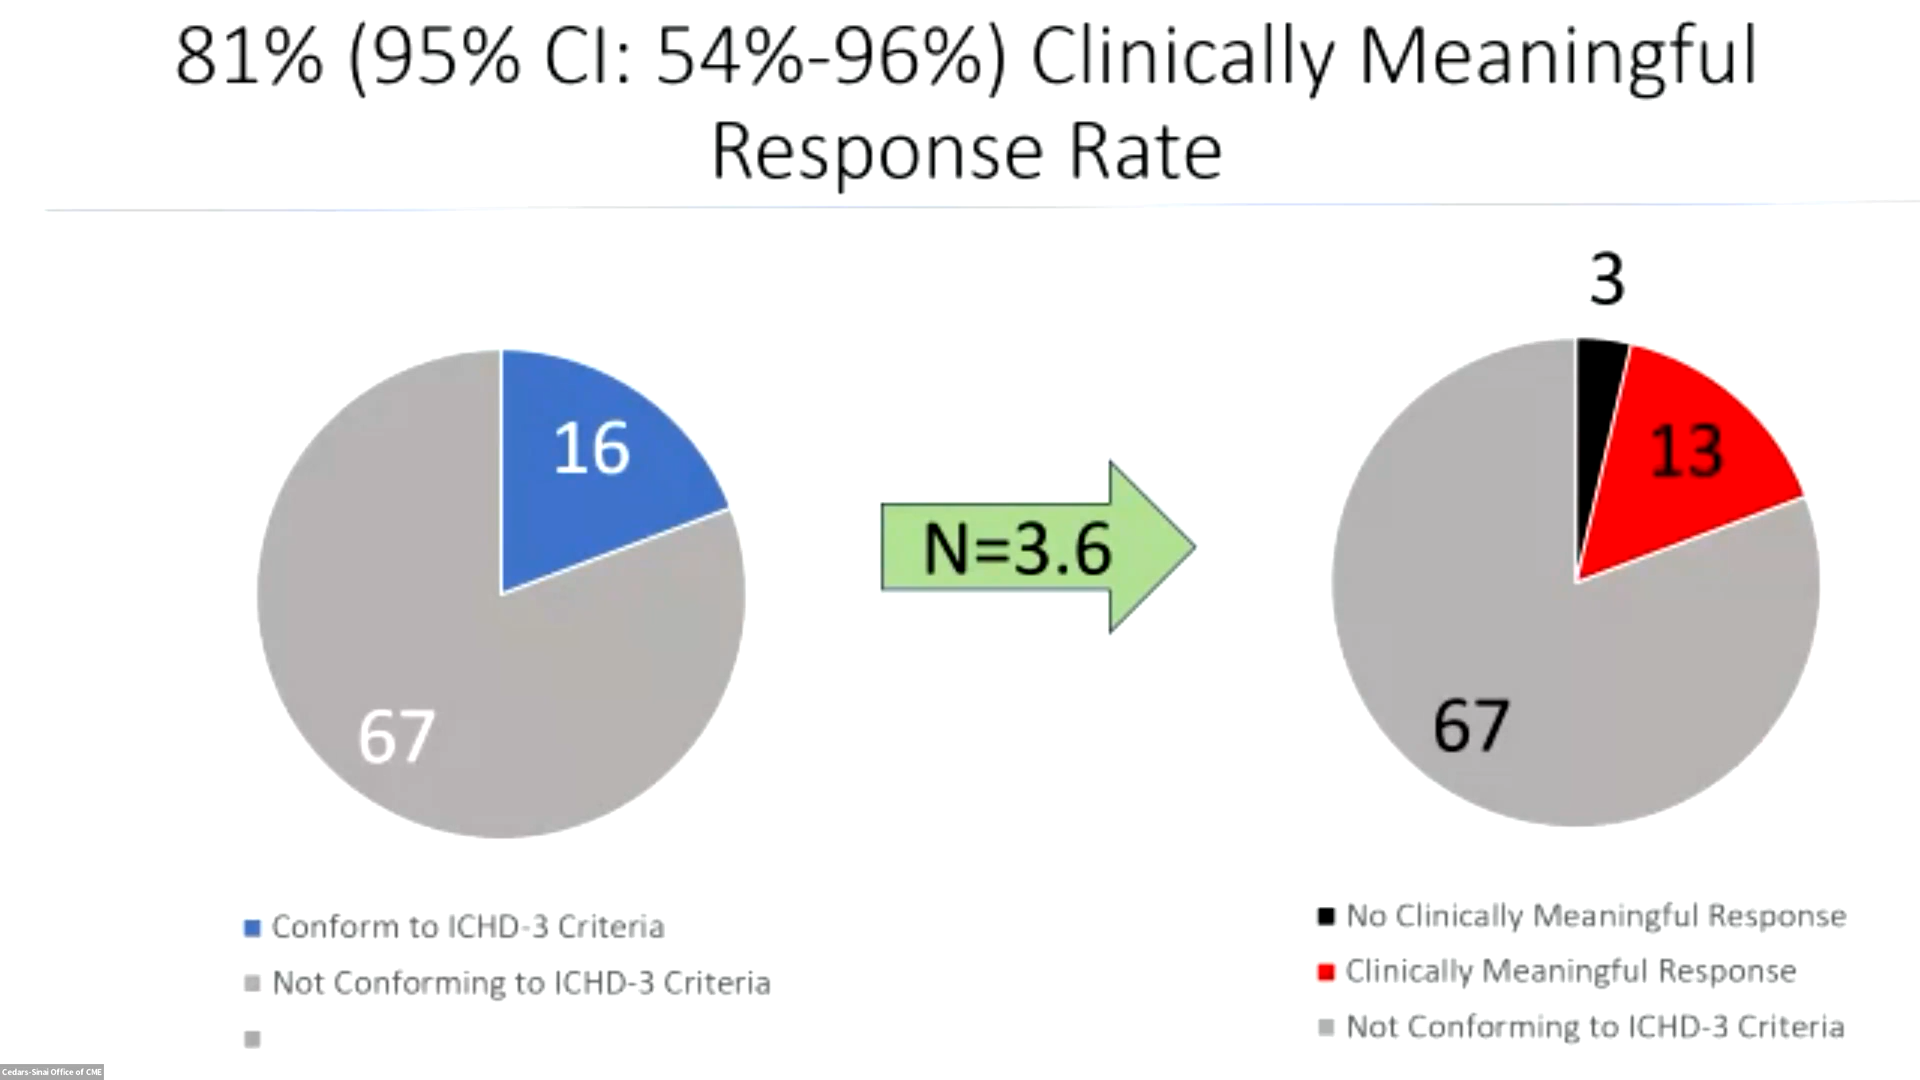 81% (95% CI: 54%-96%) Clinically Meaningful
Response Rate
16
67
Conform to ICHD-3 Criteria
Not Conforming to ICHD-3 Criteria
N=3.6
3
13
67
No Clinically Meaningful Response
Clinically Meaningful Response
Not Conforming to ICHD-3 Criteria
Cedars-Sinai Office of CME